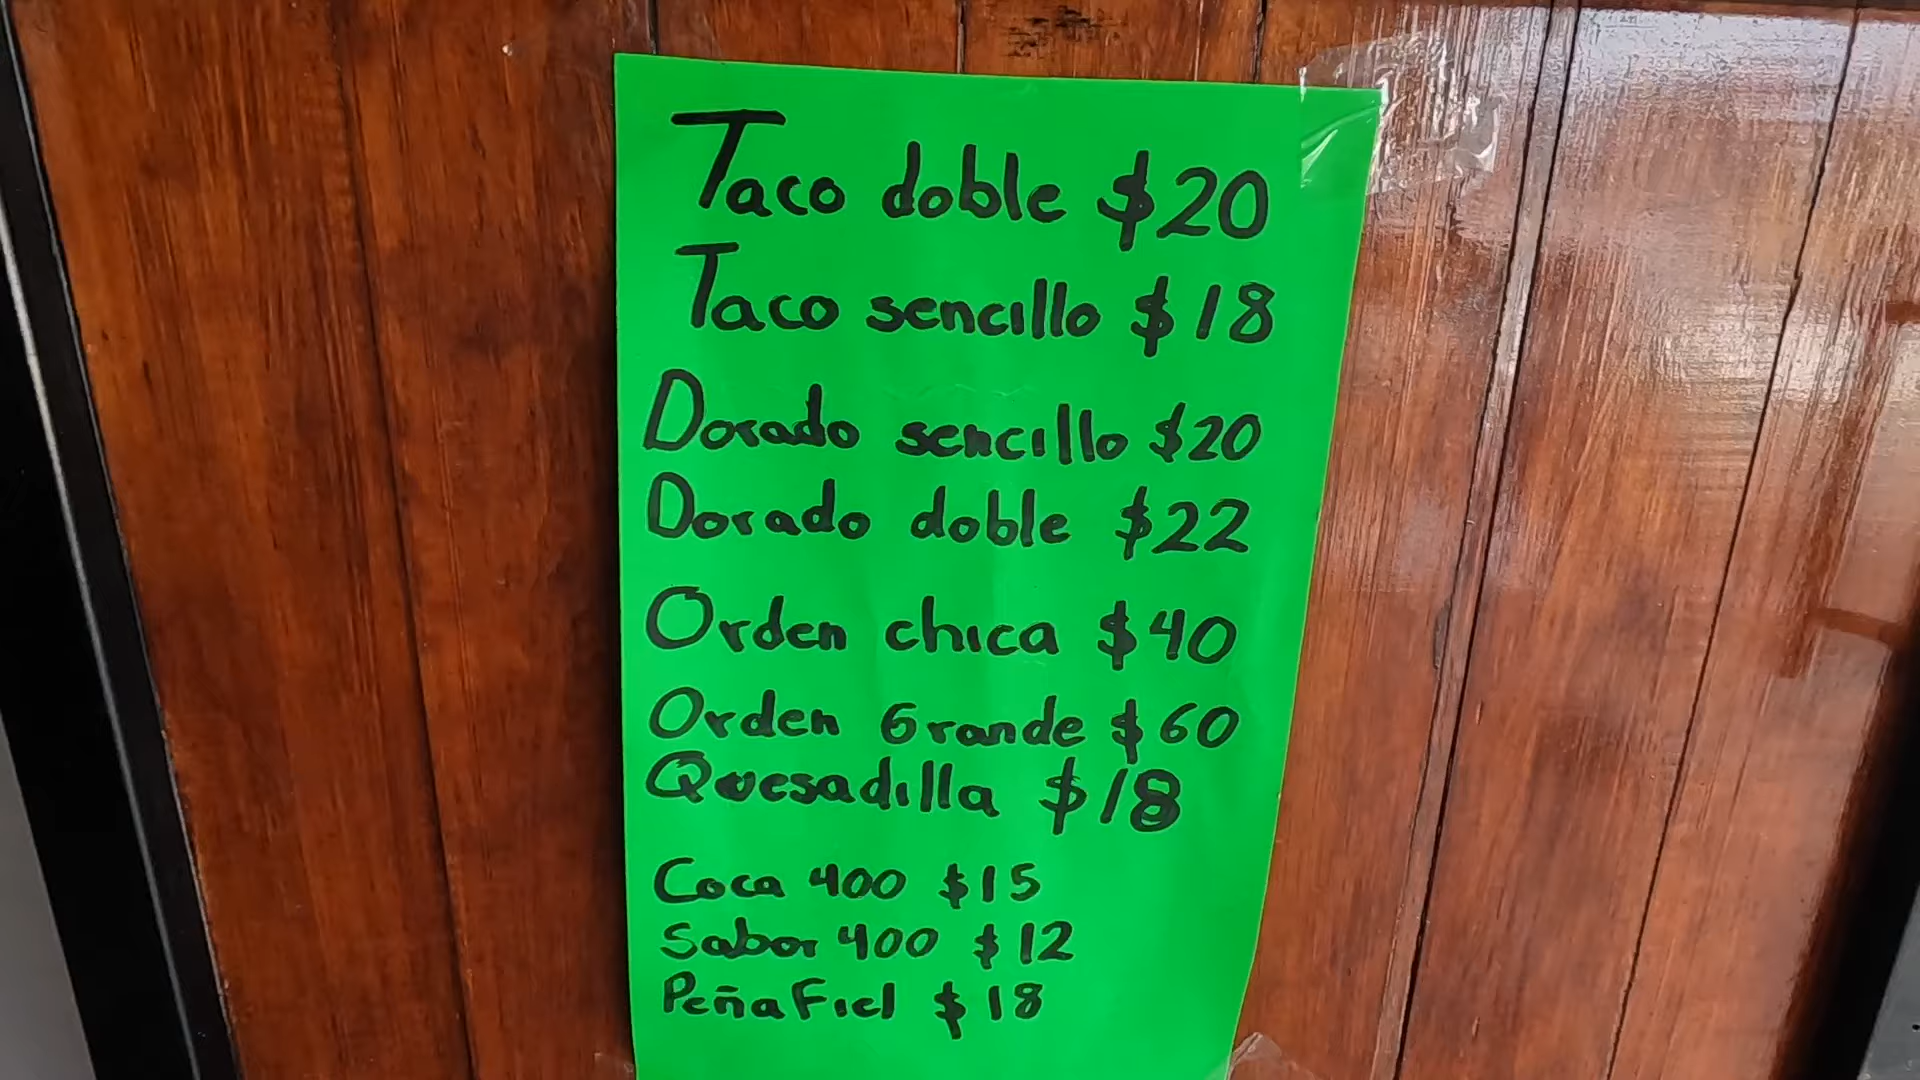 Taco doble $20
Taco sencillo $18
Dorado sencillo $20
Dorado doble $22
Orden chica $40
Orden Grande $60
Quesadilla $18
Coca 400 $15
Sabor 400 $12
PeñaFiel $18